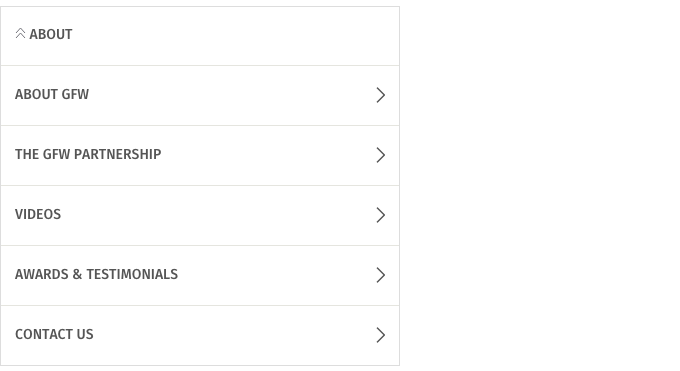 ABOUT
ABOUT GFW
THE GFW PARTNERSHIP
VIDEOS
AWARDS & TESTIMONIALS
CONTACT US